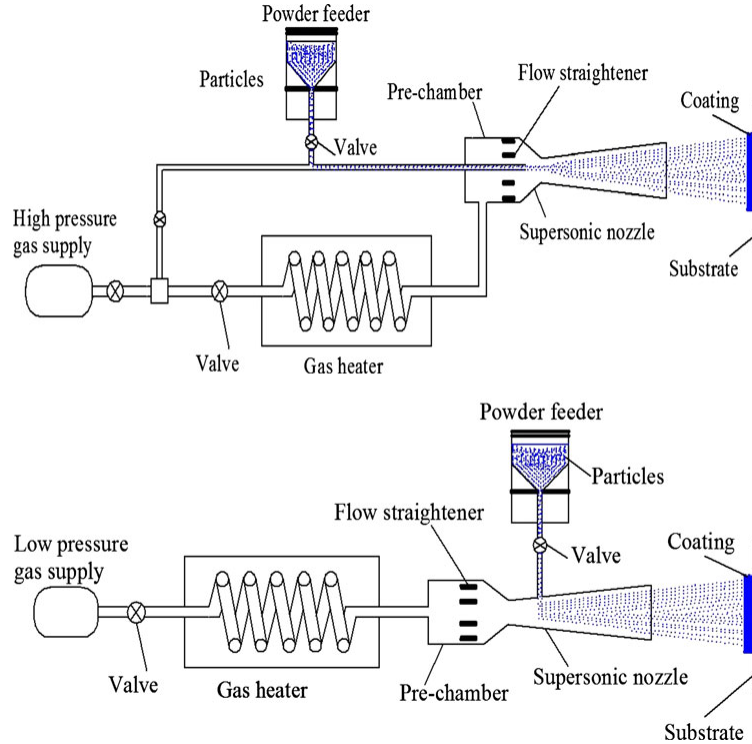 Powder feeder
Particles
Flow straightener
Pre-chamber
Coating
Valve
High pressure
gas supply
Supersonic nozzle
Substrate
Valve
Gas heater
Powder feeder
Particles
Flow straightener
Low pressure
gas supply
Valve
Coating
Valve
Gas heater
Pre-chamber
Supersonic nozzle
Substrate